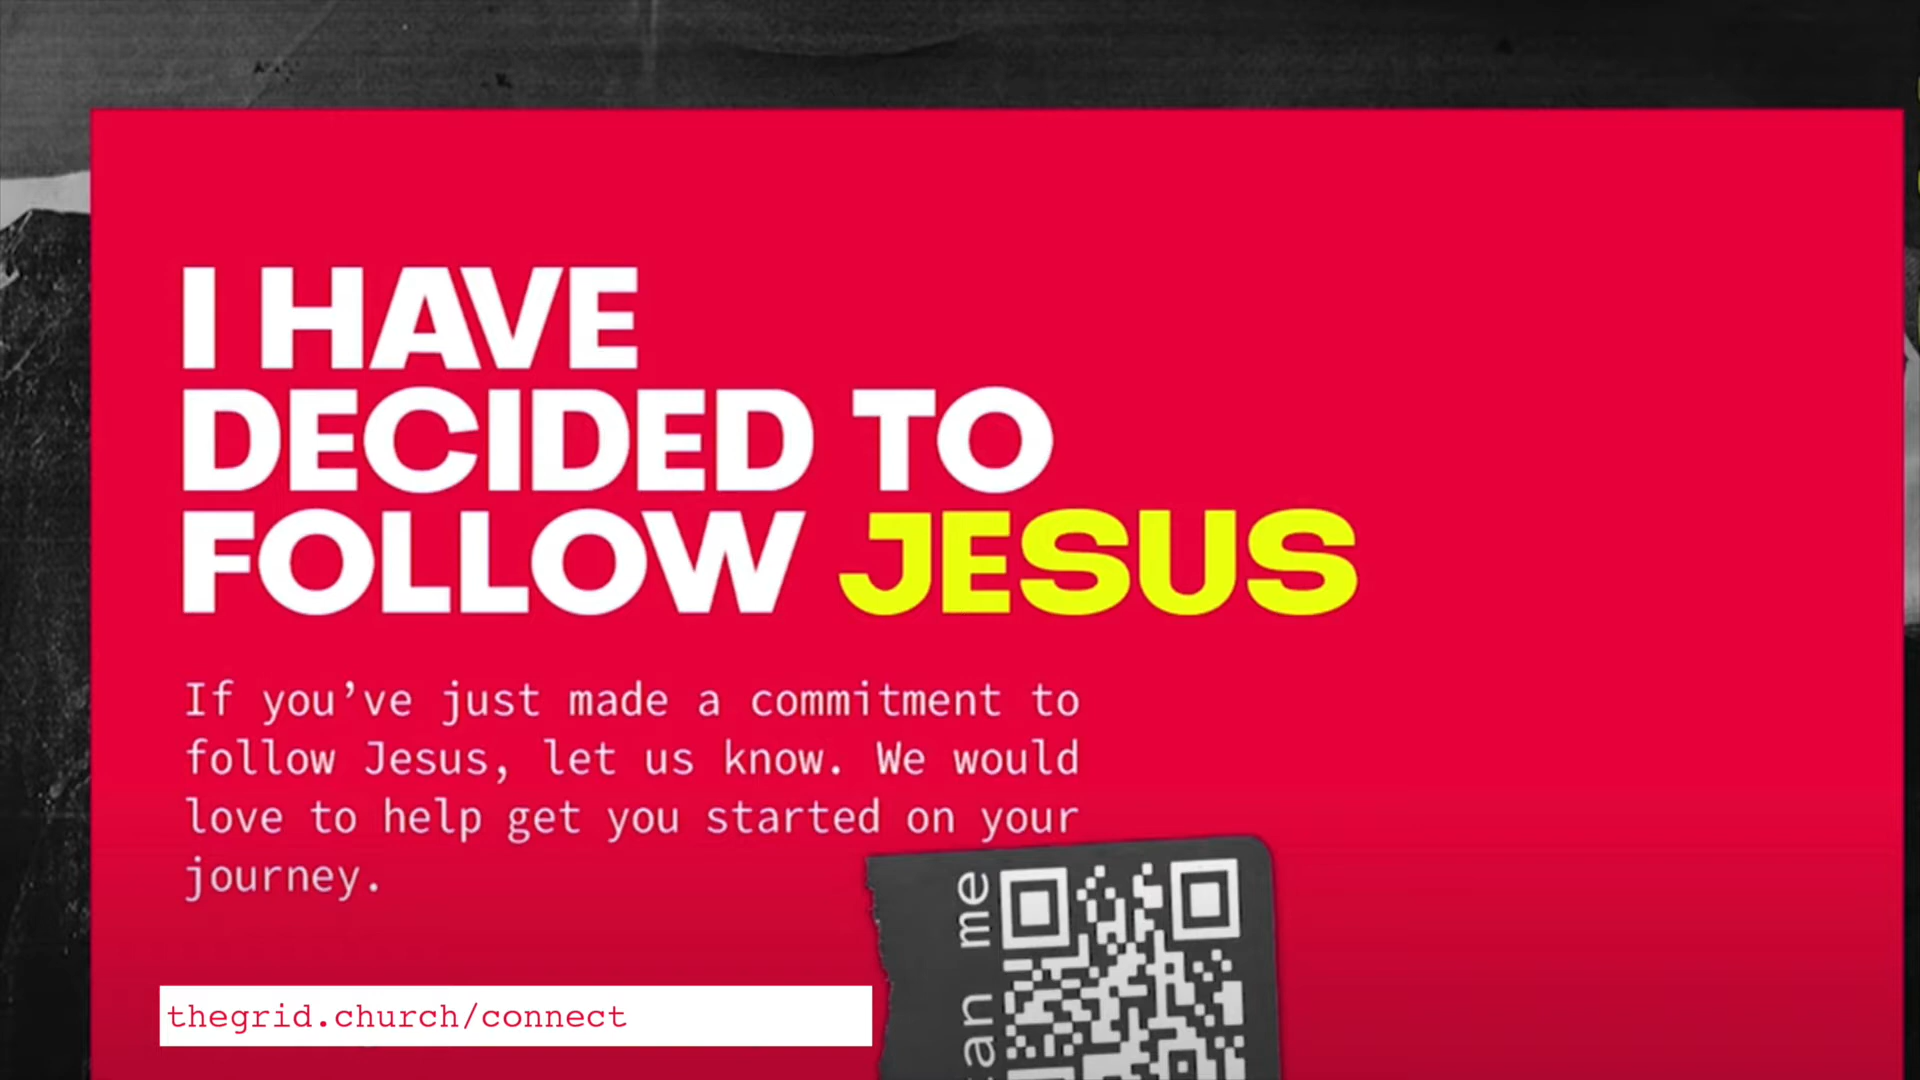 I HAVE
DECIDED TO
FOLLOW JESUS
If you’ve just made a commitment to
follow Jesus, let us know. We would
love to help get you started on your
journey.
me
thegrid.church/connect